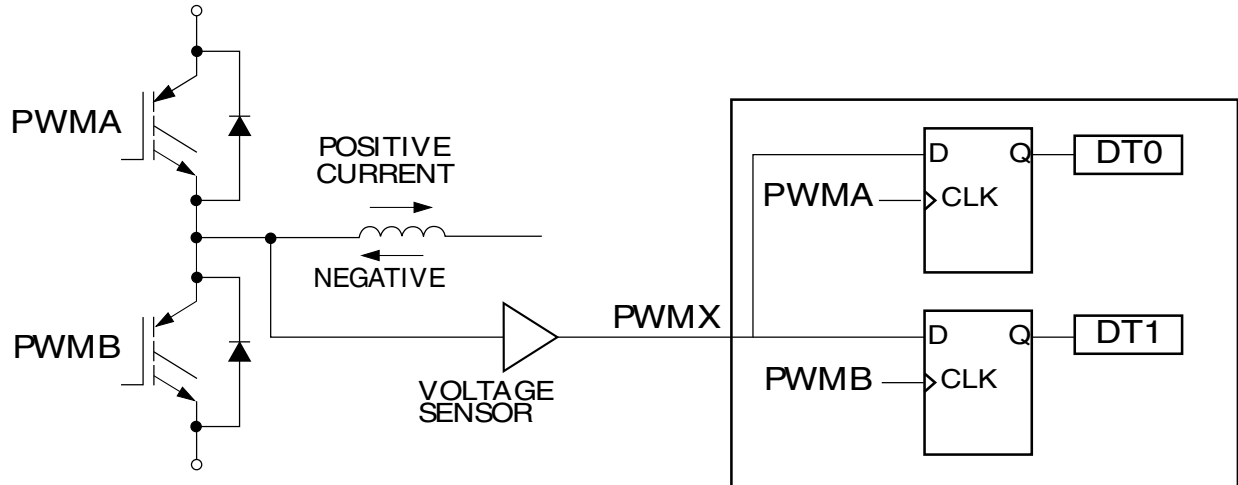 PWMA
POSITIVE
CURRENT
NEGATIVE
PWMB
VOLTAGE
SENSOR
PWMX
D
Q
DT0
PWMA
CLK
D
Q
DT1
PWMB
CLK